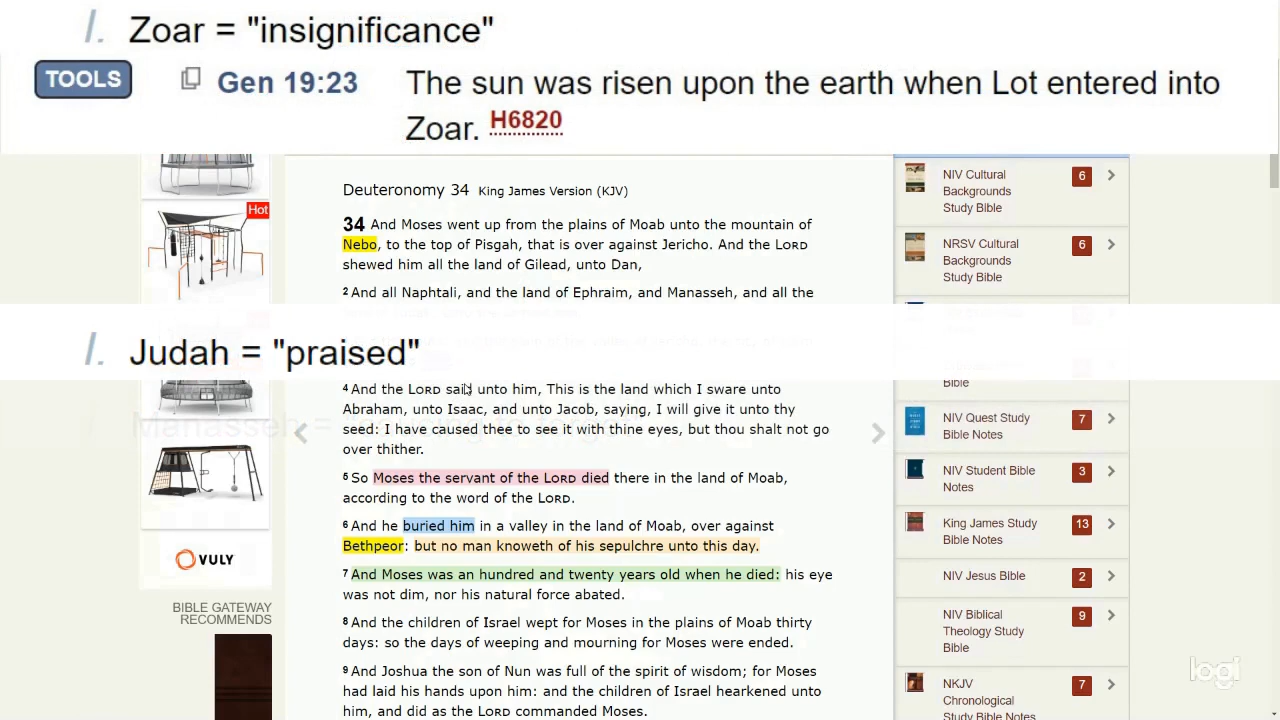 I. Zoar = "insignificance"
TOOLS Gen 19:23 The sun was risen upon the earth when Lot entered into
Zoar. H6820
Hot
Deuteronomy 34 King James Version (KJV)
34 And Moses went up from the plains of Moab unto the mountain of
Nebo, to the top of Pisgah, that is over against Jericho. And the LORD
shewed him all the land of Gilead, unto Dan,
2 And all Naphtali, and the land of Ephraim, and Manasseh, and all the
I. Judah = "praised"
4 And the LORD said unto him, This is the land which I sware unto
Abraham, unto Isaac, and unto Jacob, saying, I will give it unto thy
seed: I have caused thee to see it with thine eyes, but thou shalt not go
over thither.
Manasseh =
5 So Moses the servant of the LORD died there in the land of Moab,
according to the word of the LORD.
6 And he buried him in a valley in the land of Moab, over against
Bethpeor: but no man knoweth of his sepulchre unto this day.
7 And Moses was an hundred and twenty years old when he died: his eye
was not dim, nor his natural force abated.
8 And the children of Israel wept for Moses in the plains of Moab thirty
days: so the days of weeping and mourning for Moses were ended.
9 And Joshua the son of Nun was full of the spirit of wisdom; for Moses
had laid his hands upon him: and the children of Israel hearkened unto
him, and did as the LORD commanded Moses.
VULY
BIBLE GATEWAY
RECOMMENDS
NIV Cultural
Backgrounds
Study Bible
6
NRSV Cultural
Backgrounds
Study Bible
6
Bible
NIV Quest Study
Bible Notes
7
NIV Student Bible
Notes
3
King James Study
Bible Notes
13
NIV Jesus Bible
2
NIV Biblical
Theology Study
Bible
9
NKJV
Chronological
Study Bible Notes
7
logi